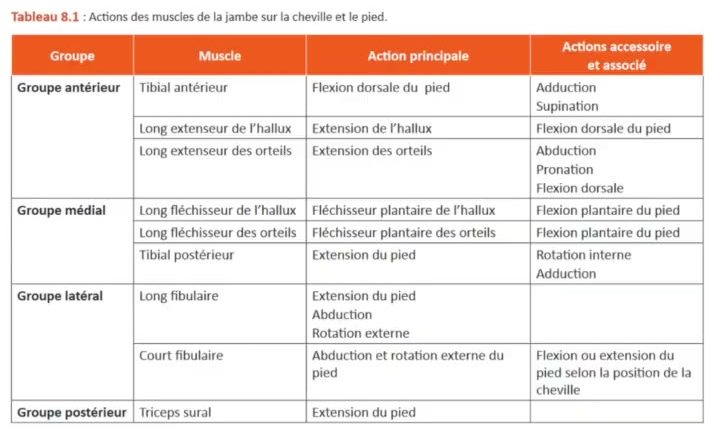 Tableau 8.1 : Actions des muscles de la jambe sur la cheville et le pied.
Groupe
Muscle
Action principale
Actions accessoire
et associé
Groupe antérieur
Tibial antérieur
Flexion dorsale du pied
Adduction
Supination
Long extenseur de l'hallux
Extension de l'hallux
Flexion dorsale du pied
Long extenseur des orteils
Extension des orteils
Abduction
Pronation
Flexion dorsale
Groupe médial
Long fléchisseur de l'hallux
Fléchisseur plantaire de l'hallux
Flexion plantaire du pied
Long fléchisseur des orteils
Fléchisseur plantaire des orteils
Flexion plantaire du pied
Tibial postérieur
Extension du pied
Rotation interne
Adduction
Groupe latéral
Long fibulaire
Extension du pied
Abduction
Rotation externe
Court fibulaire
Abduction et rotation externe du
pied
Flexion ou extension du
pied selon la position de la
cheville
Groupe postérieur
Triceps sural
Extension du pied